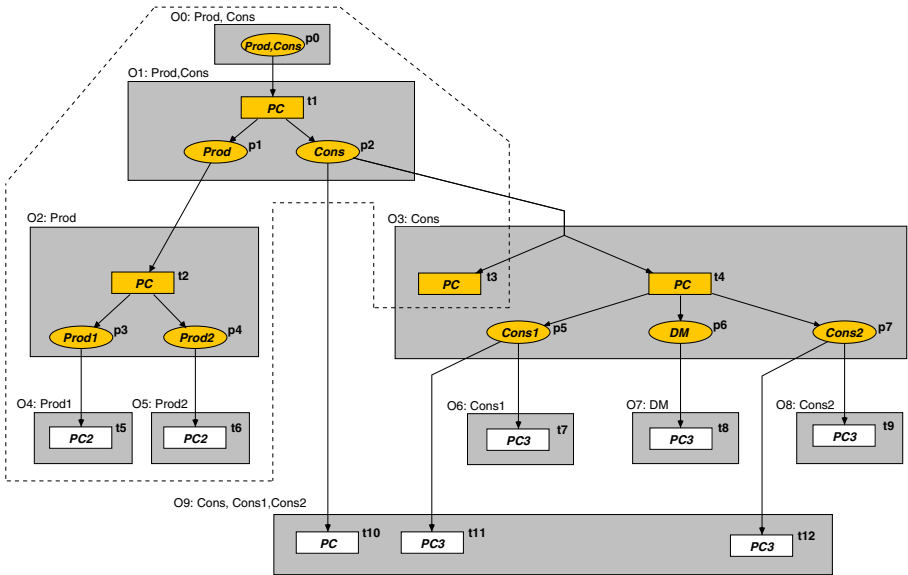 O0: Prod, Cons
Prod,Cons p0
O1: Prod,Cons
PC t1
Prod p1 Cons p2
O2: Prod
O3: Cons
PC t2
PC t3
PC t4
Prod1 p3 Prod2 p4
Cons1 p5 DM p6 Cons2 p7
O4: Prod1 O5: Prod2
O6: Cons1 O7: DM O8: Cons2
PC2 t5 PC2 t6
PC3 t7 PC3 t8 PC3 t9
O9: Cons, Cons1,Cons2
PC t10 PC3 t11 PC3 t12